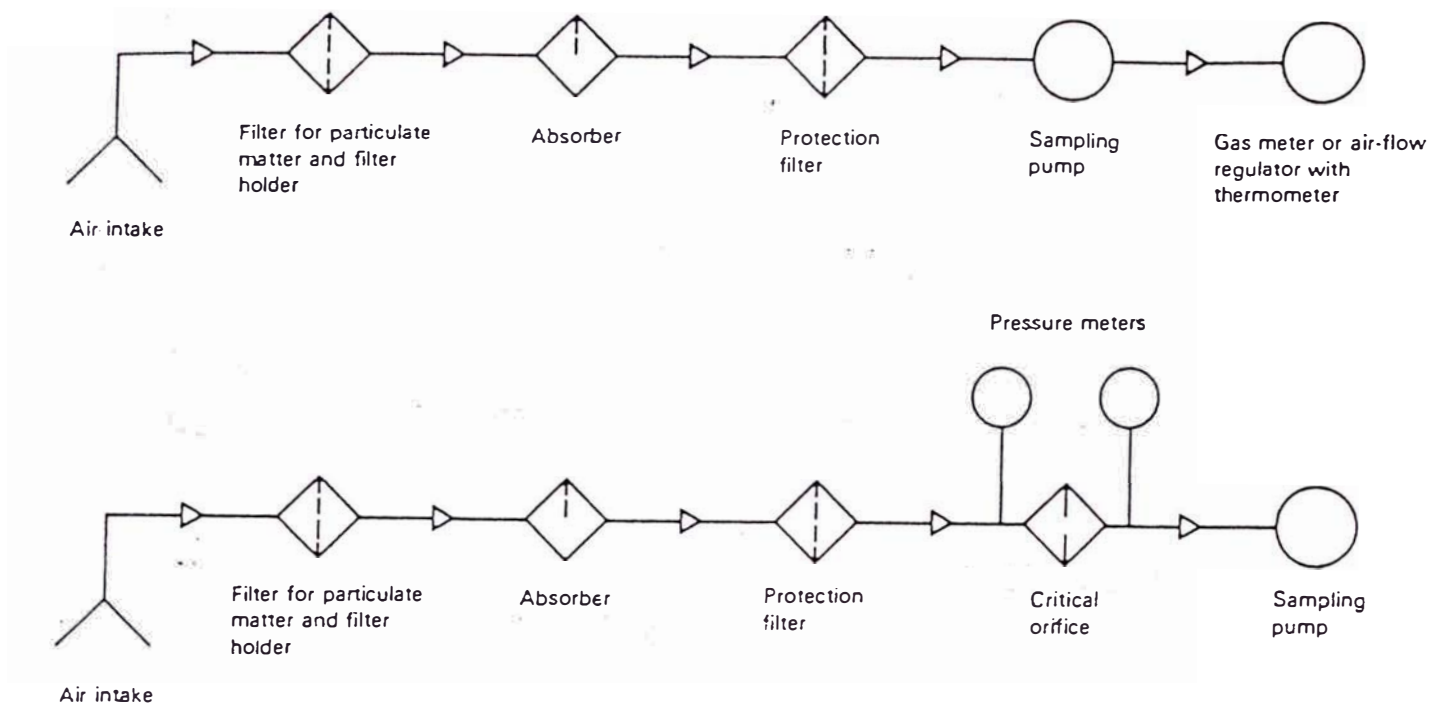 Filter for particulate
matter and filter
holder
Absorber
Protection
filter
Sampling
pump
Gas meter or air-flow
regulator with
thermometer
Air intake
Pressure meters
Filter for particulate
matter and filter
holder
Absorber
Protection
filter
Critical
orifice
Sampling
pump
Air intake